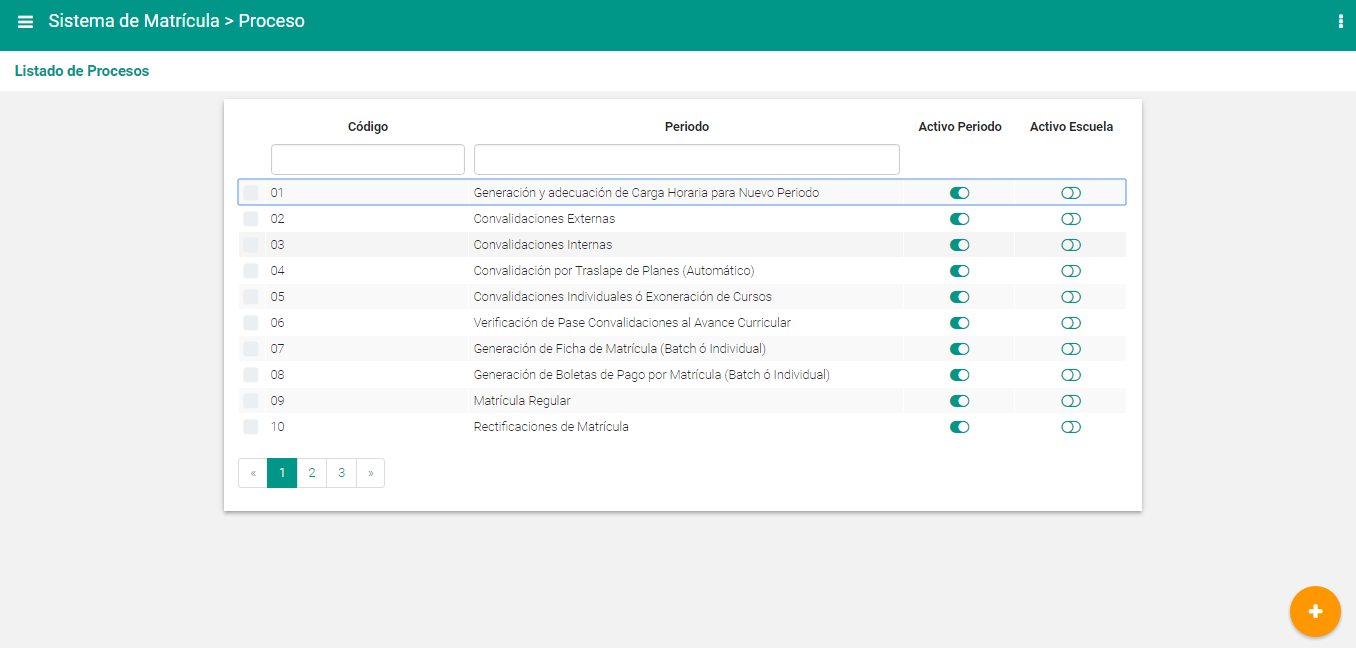 Sistema de Matrícula > Proceso
Listado de Procesos
Código Periodo Activo Periodo Activo Escuela
01 Generación y adecuación de Carga Horaria para Nuevo Periodo
02 Convalidaciones Externas
03 Convalidaciones Internas
04 Convalidación por Traslape de Planes (Automático)
05 Convalidaciones Individuales ó Exoneración de Cursos
06 Verificación de Pase Convalidaciones al Avance Curricular
07 Generación de Ficha de Matrícula (Batch ó Individual)
08 Generación de Boletas de Pago por Matrícula (Batch ó Individual)
09 Matrícula Regular
10 Rectificaciones de Matrícula
« 1 2 3 »